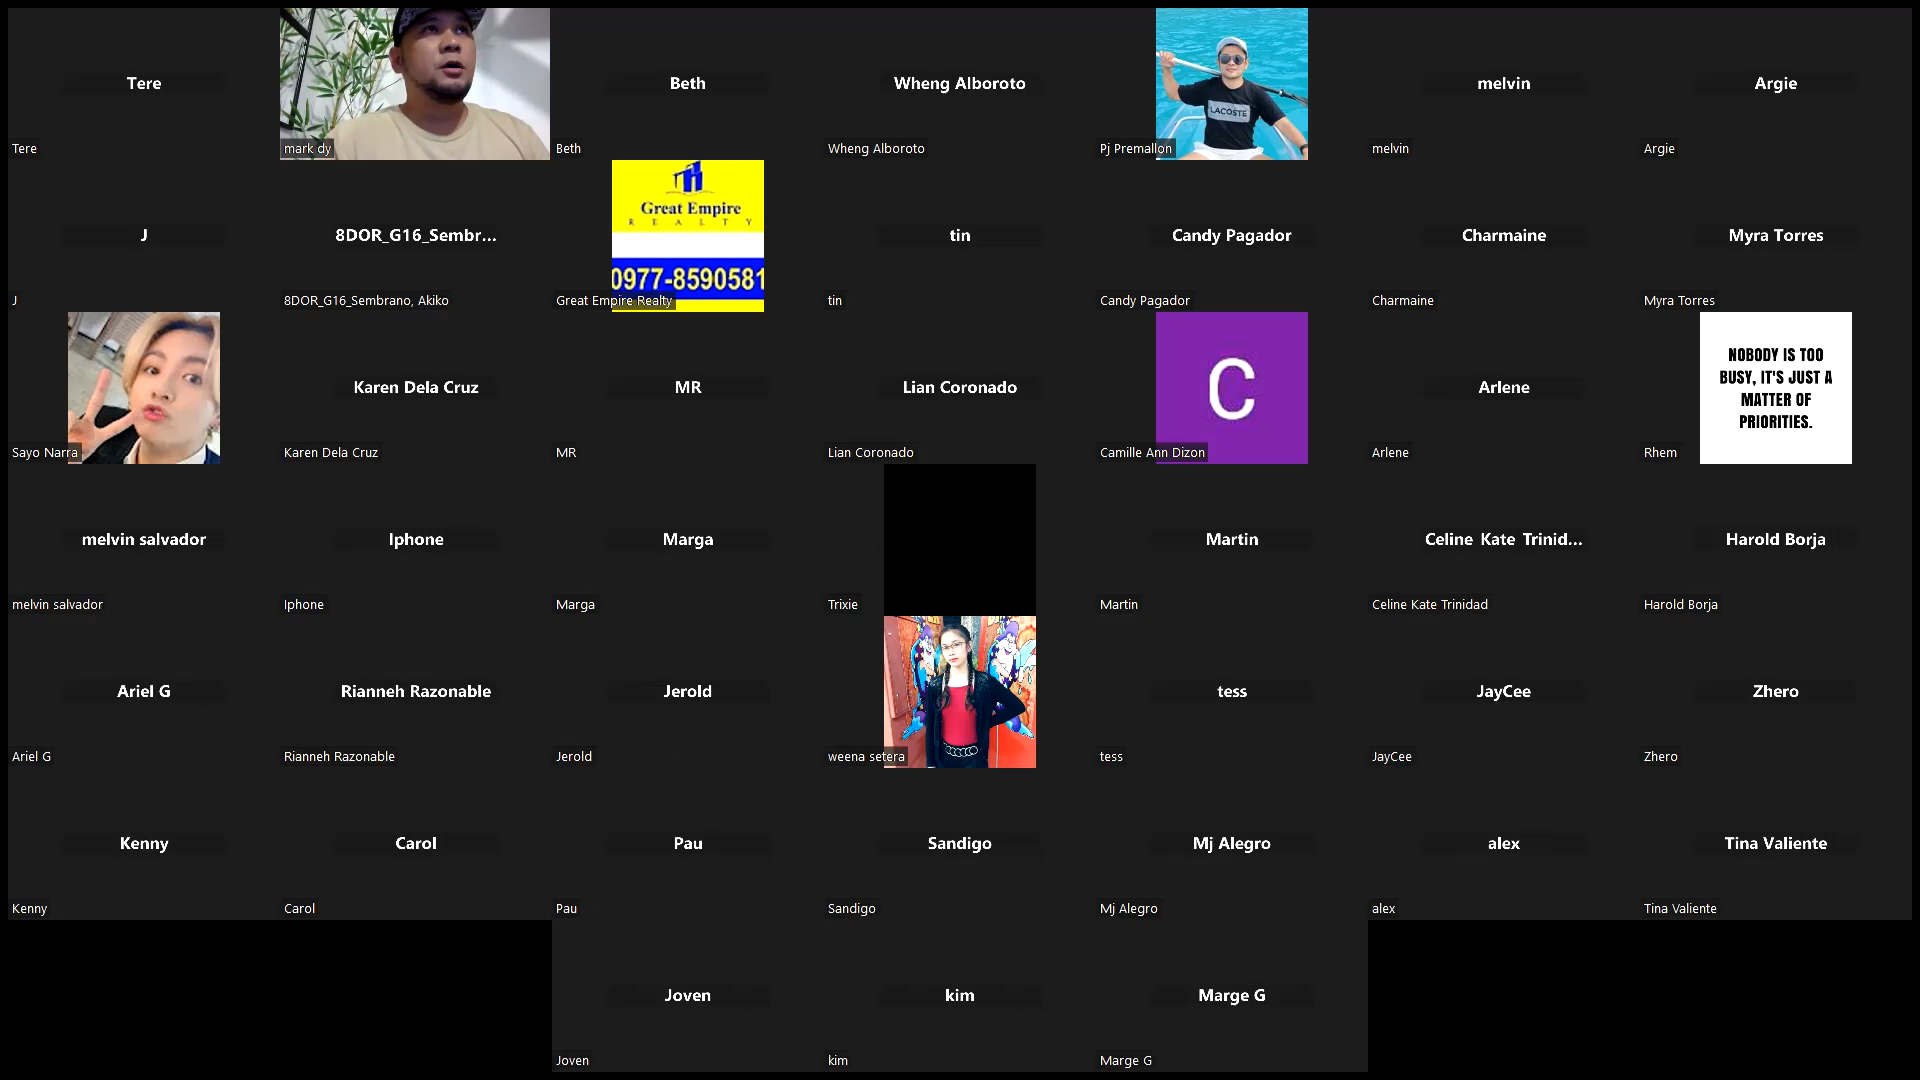 Tere
Tere
mark dy
Beth
Beth
Wheng Alboroto
Wheng Alboroto
LACOSTE
Pj Premallon
melvin
melvin
Argie
Argie
J
J
8DOR_G16_Sembr...
8DOR_G16_Sembrano, Akiko
Great Empire
REALTY
0977-8590581
Great Empire Realty
tin
tin
Candy Pagador
Candy Pagador
Charmaine
Charmaine
Myra Torres
Myra Torres
Sayo Narra
Karen Dela Cruz
Karen Dela Cruz
MR
MR
Lian Coronado
Lian Coronado
C
Camille Ann Dizon
Arlene
Arlene
NOBODY IS TOO
BUSY, IT'S JUST A
MATTER OF
PRIORITIES.
Rhem
melvin salvador
melvin salvador
Iphone
Iphone
Marga
Marga
Trixie
Martin
Martin
Celine Kate Trinid...
Celine Kate Trinidad
Harold Borja
Harold Borja
Ariel G
Ariel G
Rianneh Razonable
Rianneh Razonable
Jerold
Jerold
weena setera
tess
tess
JayCee
JayCee
Zhero
Zhero
Kenny
Kenny
Carol
Carol
Pau
Pau
Sandigo
Sandigo
Mj Alegro
Mj Alegro
alex
alex
Tina Valiente
Tina Valiente
Joven
Joven
kim
kim
Marge G
Marge G